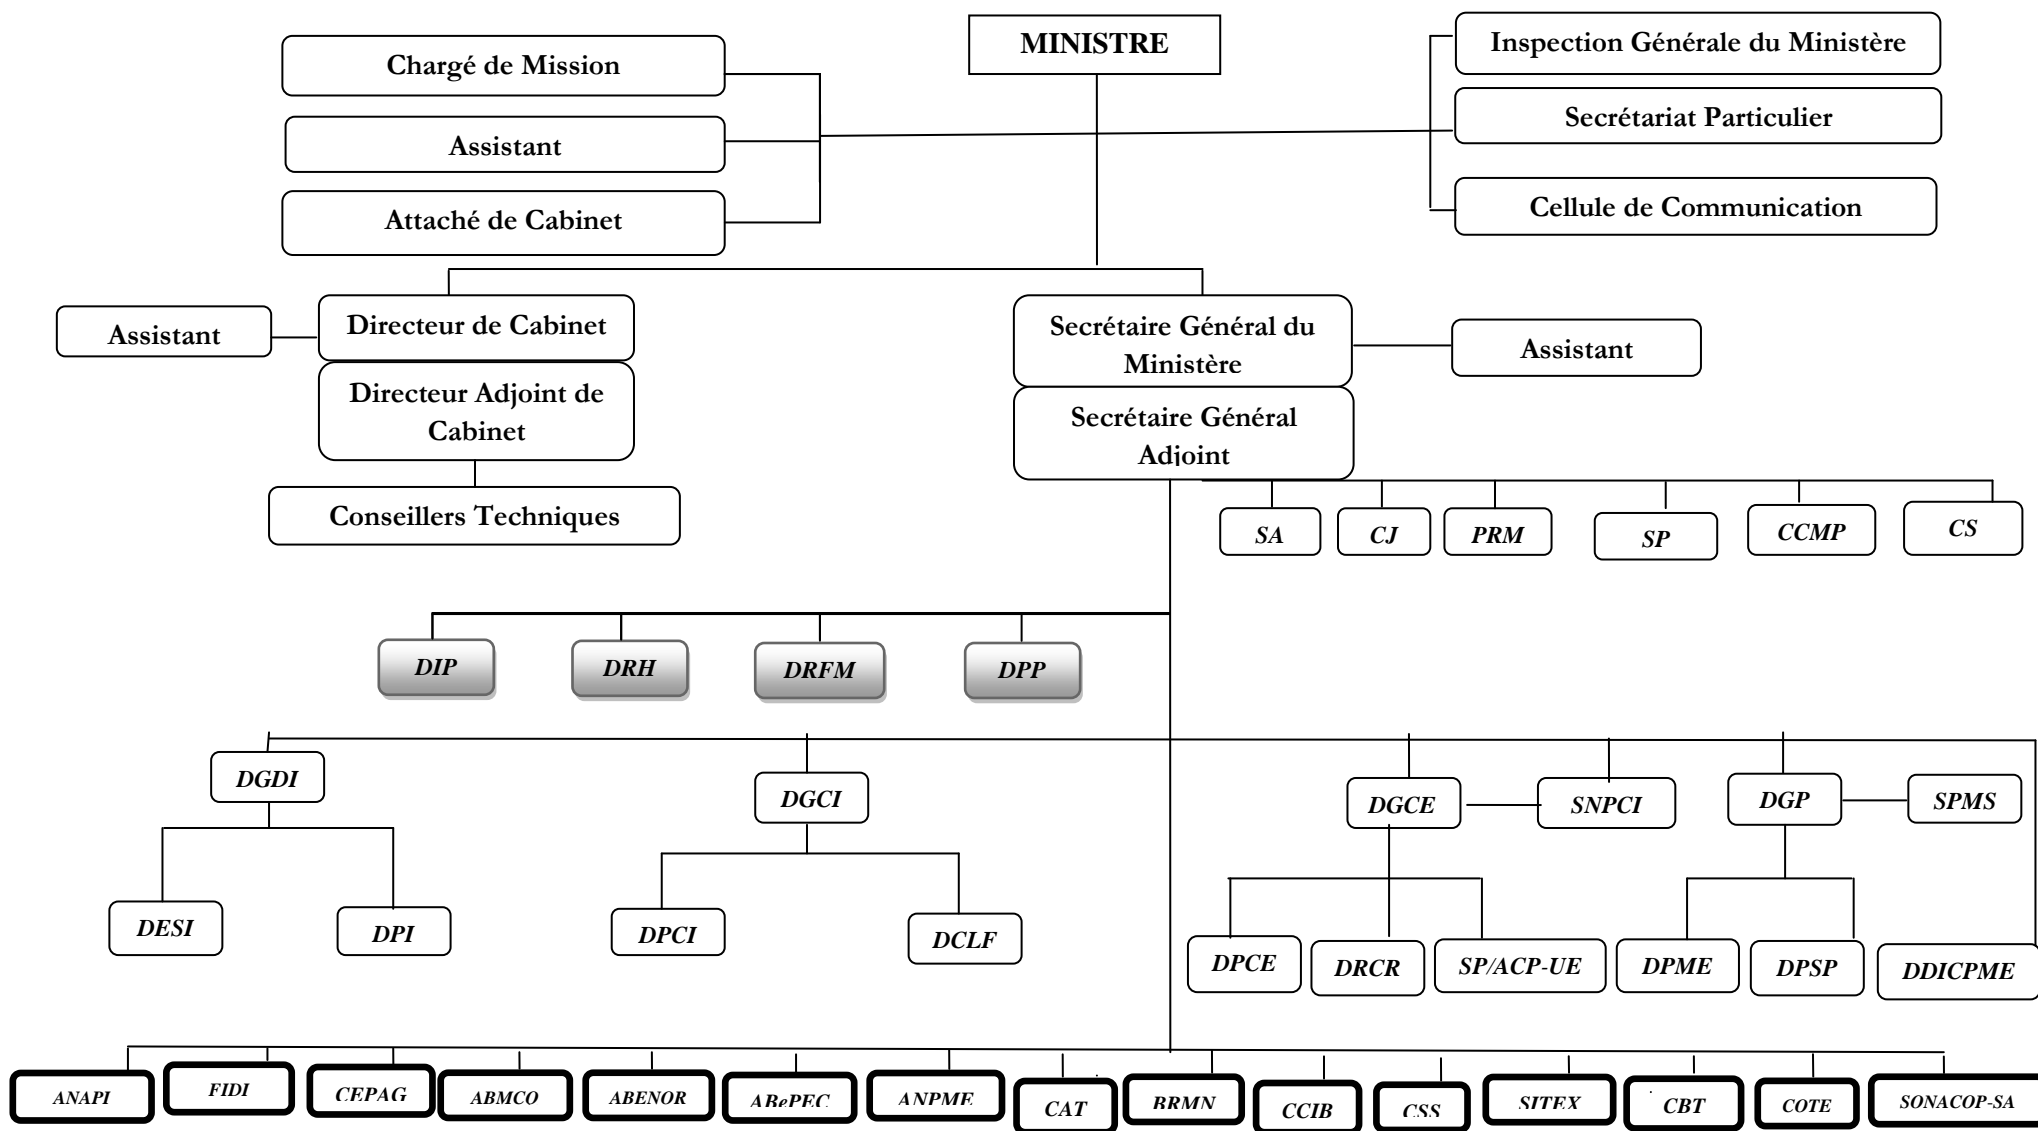 MINISTRE
Chargé de Mission
Assistant
Attaché de Cabinet
Inspection Générale du Ministère
Secrétariat Particulier
Cellule de Communication
Assistant
Directeur de Cabinet
Directeur Adjoint de
Cabinet
Conseillers Techniques
Secrétaire Général du
Ministère
Secrétaire Général
Adjoint
Assistant
SA
CJ
PRM
SP
CCMP
CS
DIP
DRH
DRFM
DPP
DGDI
DGCI
DGCE
SNPCI
DGP
SPMS
DESI
DPI
DPCI
DCLF
DPCE
DRCR
SP/ACP-UE
DPME
DPSP
DDICPME
ANAPI
FIDI
CEPAG
ABMCO
ABENOR
ABePEC
ANPME
CAT
BRMN
CCIB
CSS
SITEX
CBT
COTE
SONACOP-SA